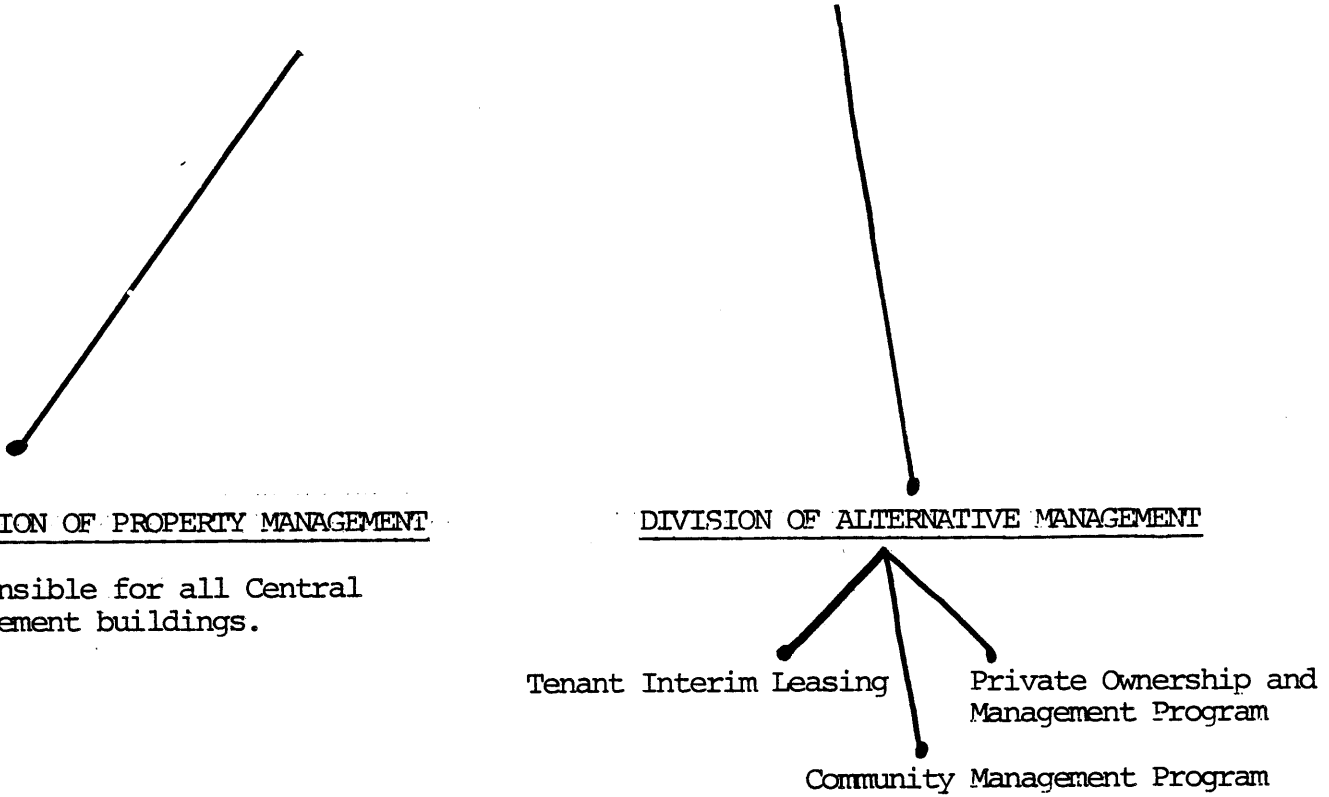 ION OF PROPERTY MANAGEMENT
nsible for all Central
ement buildings.
DIVISION OF ALTERNATIVE MANAGEMENT
Tenant Interim Leasing
Private Ownership and
Management Program
Community Management Program